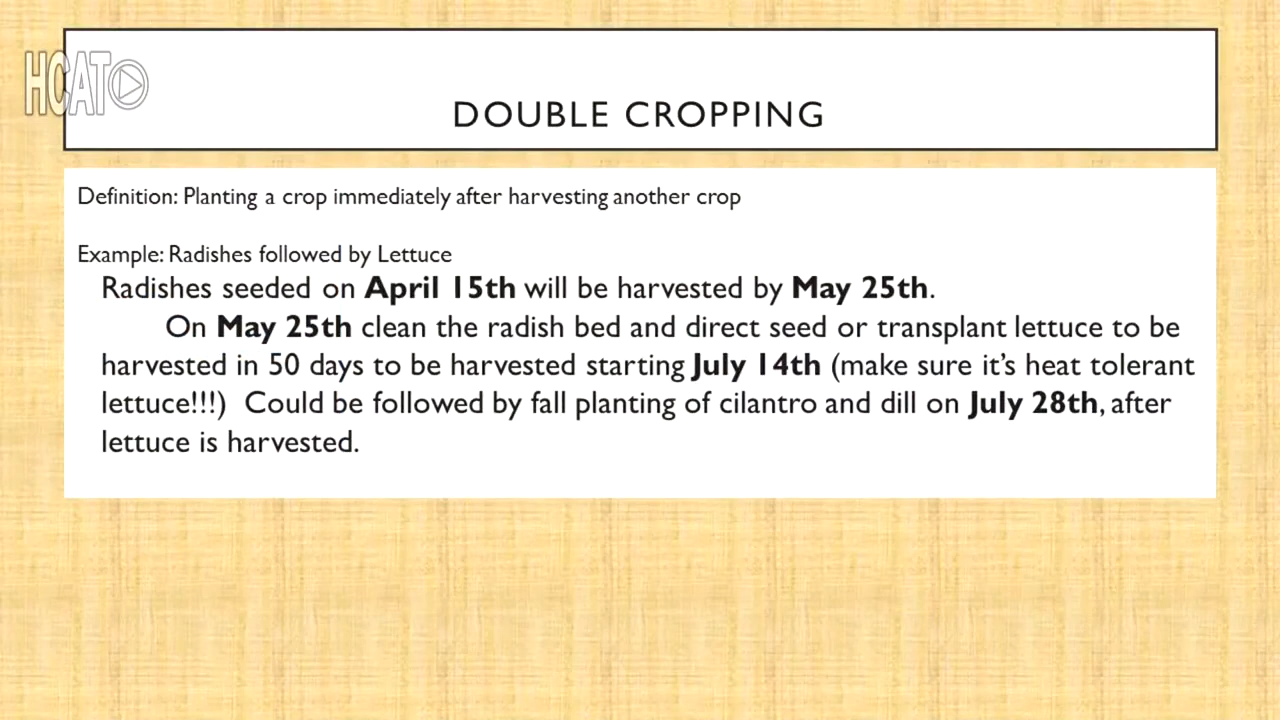 HCAT
DOUBLE CROPPING
Definition: Planting a crop immediately after harvesting another crop
Example: Radishes followed by Lettuce
Radishes seeded on April 15th will be harvested by May 25th.
On May 25th clean the radish bed and direct seed or transplant lettuce to be
harvested in 50 days to be harvested starting July 14th (make sure it's heat tolerant
lettuce!!!) Could be followed by fall planting of cilantro and dill on July 28th, after
lettuce is harvested.